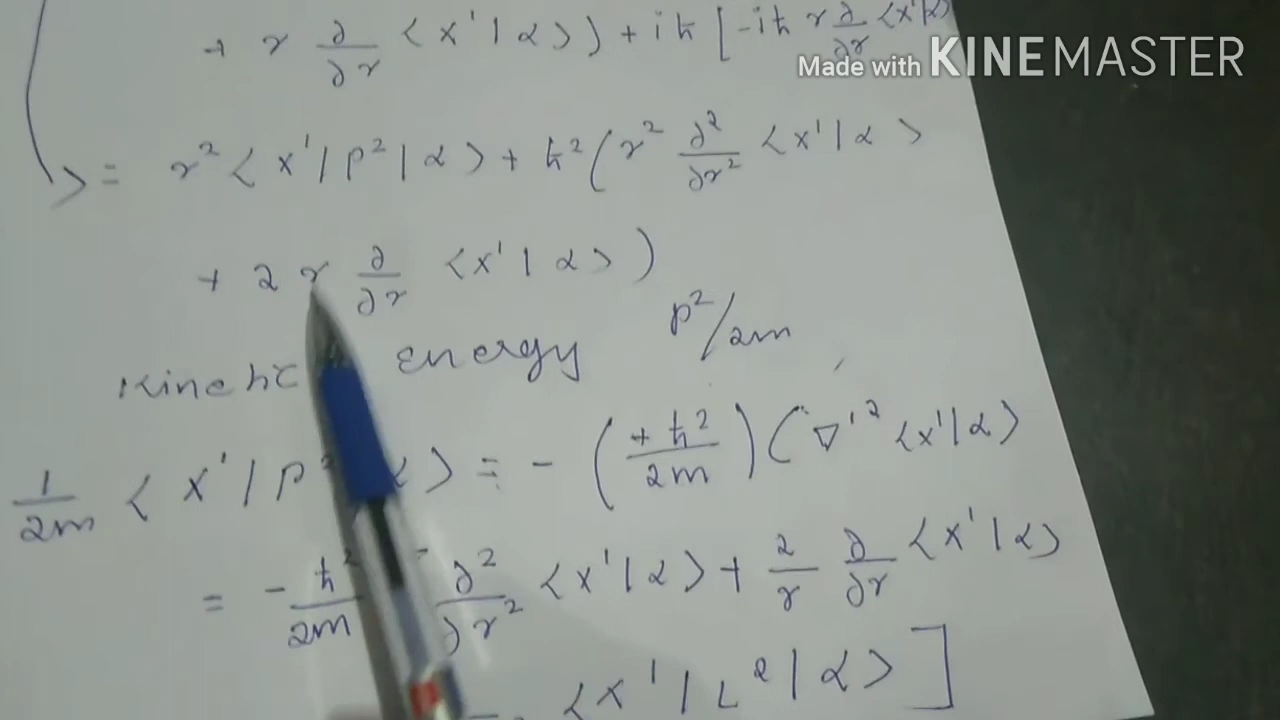 + r ∂/∂r <x'|α>) + iħ [-iħ r ∂/∂r <x'|α>
Made with KINEMASTER
= r² <x'|p²|α> + ħ² (r² ∂²/∂r² <x'|α>
+ 2 r ∂/∂r <x'|α>)
Kinetic energy p²/2m
1/2m <x'|p² α> = - (+ħ²/2m) (∇'² <x'|α>
= -ħ²/2m ∂²/∂r² <x'|α> + 2/r ∂/∂r <x'|α>
<x'|L²|α> ]